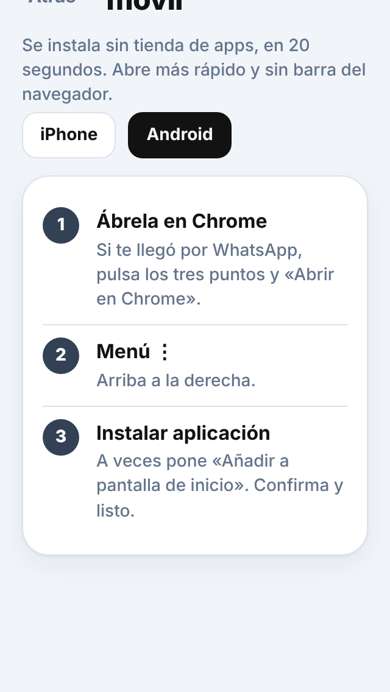 Atrás
móvil
Se instala sin tienda de apps, en 20
segundos. Abre más rápido y sin barra del
navegador.
iPhone
Android
1
Ábrela en Chrome
Si te llegó por WhatsApp,
pulsa los tres puntos y «Abrir
en Chrome».
2
Menú ⋮
Arriba a la derecha.
3
Instalar aplicación
A veces pone «Añadir a
pantalla de inicio». Confirma y
listo.